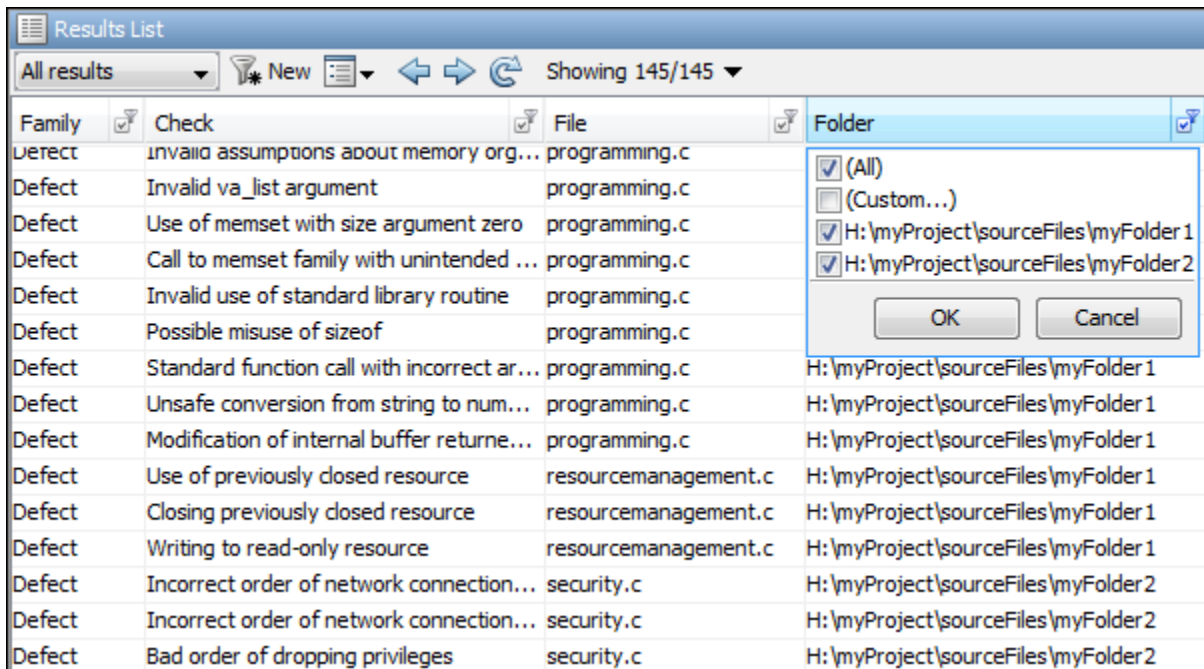 Results List
All results New Showing 145/145
Family Check File Folder
Defect Invalid assumptions about memory org... programming.c (All)
Defect Invalid va_list argument programming.c (Custom...)
Defect Use of memset with size argument zero programming.c H:\myProject\sourceFiles\myFolder1
Defect Call to memset family with unintended ... programming.c H:\myProject\sourceFiles\myFolder2
Defect Invalid use of standard library routine programming.c OK Cancel
Defect Possible misuse of sizeof programming.c
Defect Standard function call with incorrect ar... programming.c H:\myProject\sourceFiles\myFolder1
Defect Unsafe conversion from string to num... programming.c H:\myProject\sourceFiles\myFolder1
Defect Modification of internal buffer returne... programming.c H:\myProject\sourceFiles\myFolder1
Defect Use of previously closed resource resourcemanagement.c H:\myProject\sourceFiles\myFolder1
Defect Closing previously closed resource resourcemanagement.c H:\myProject\sourceFiles\myFolder1
Defect Writing to read-only resource resourcemanagement.c H:\myProject\sourceFiles\myFolder1
Defect Incorrect order of network connection... security.c H:\myProject\sourceFiles\myFolder2
Defect Incorrect order of network connection... security.c H:\myProject\sourceFiles\myFolder2
Defect Bad order of dropping privileges security.c H:\myProject\sourceFiles\myFolder2